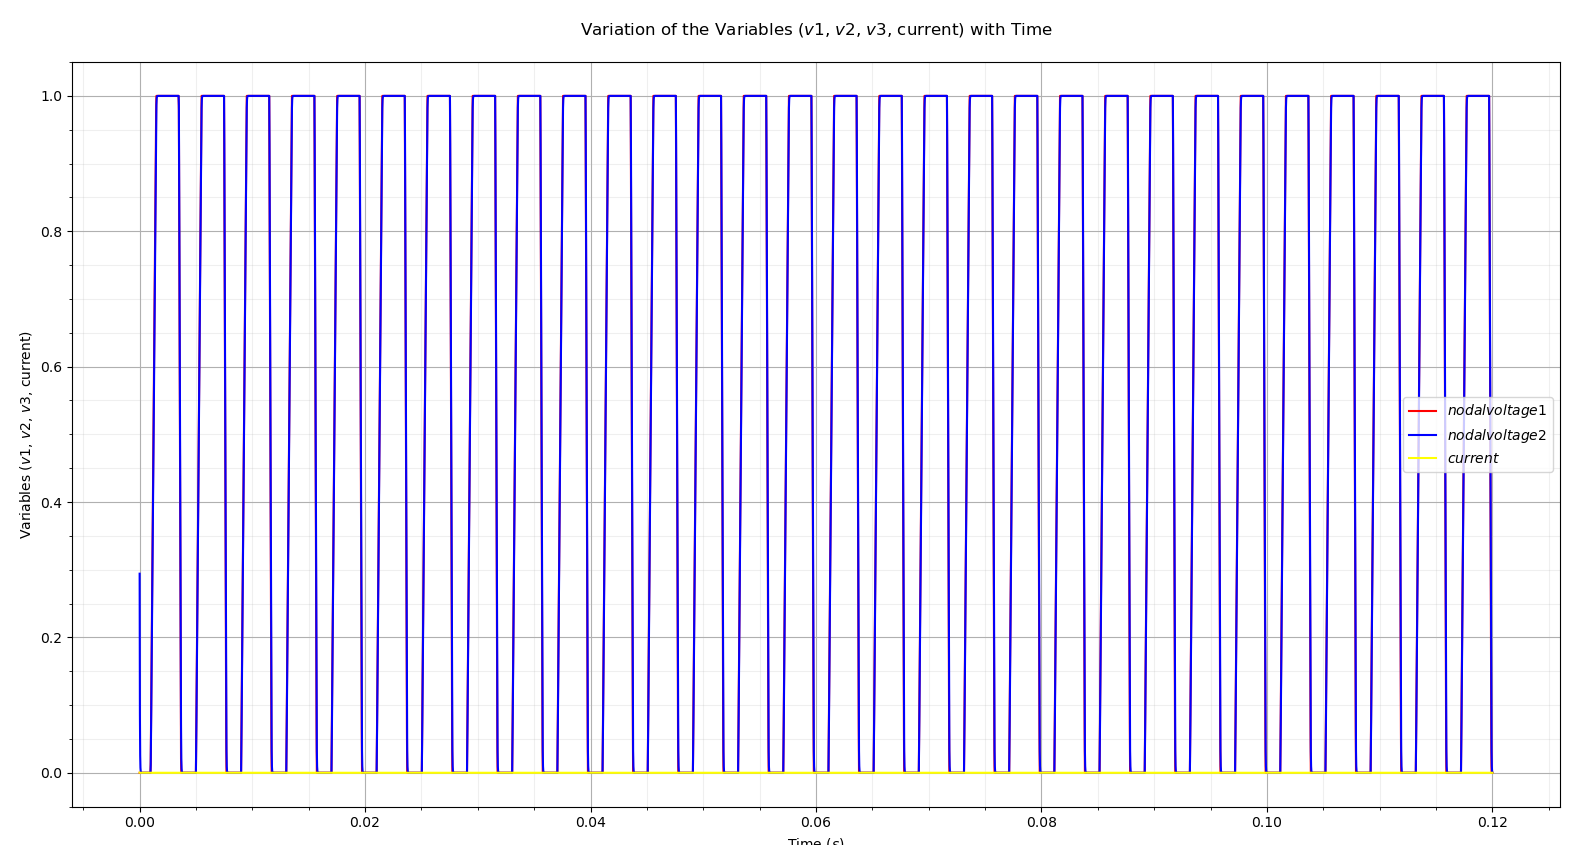 Variation of the Variables (v1, v2, v3, current) with Time
Variables (v1, v2, v3, current)
1.0
0.8
0.6
0.4
0.2
0.0
nodalvoltage1
nodalvoltage2
current
0.00 0.02 0.04 0.06 0.08 0.10 0.12
Time (s)